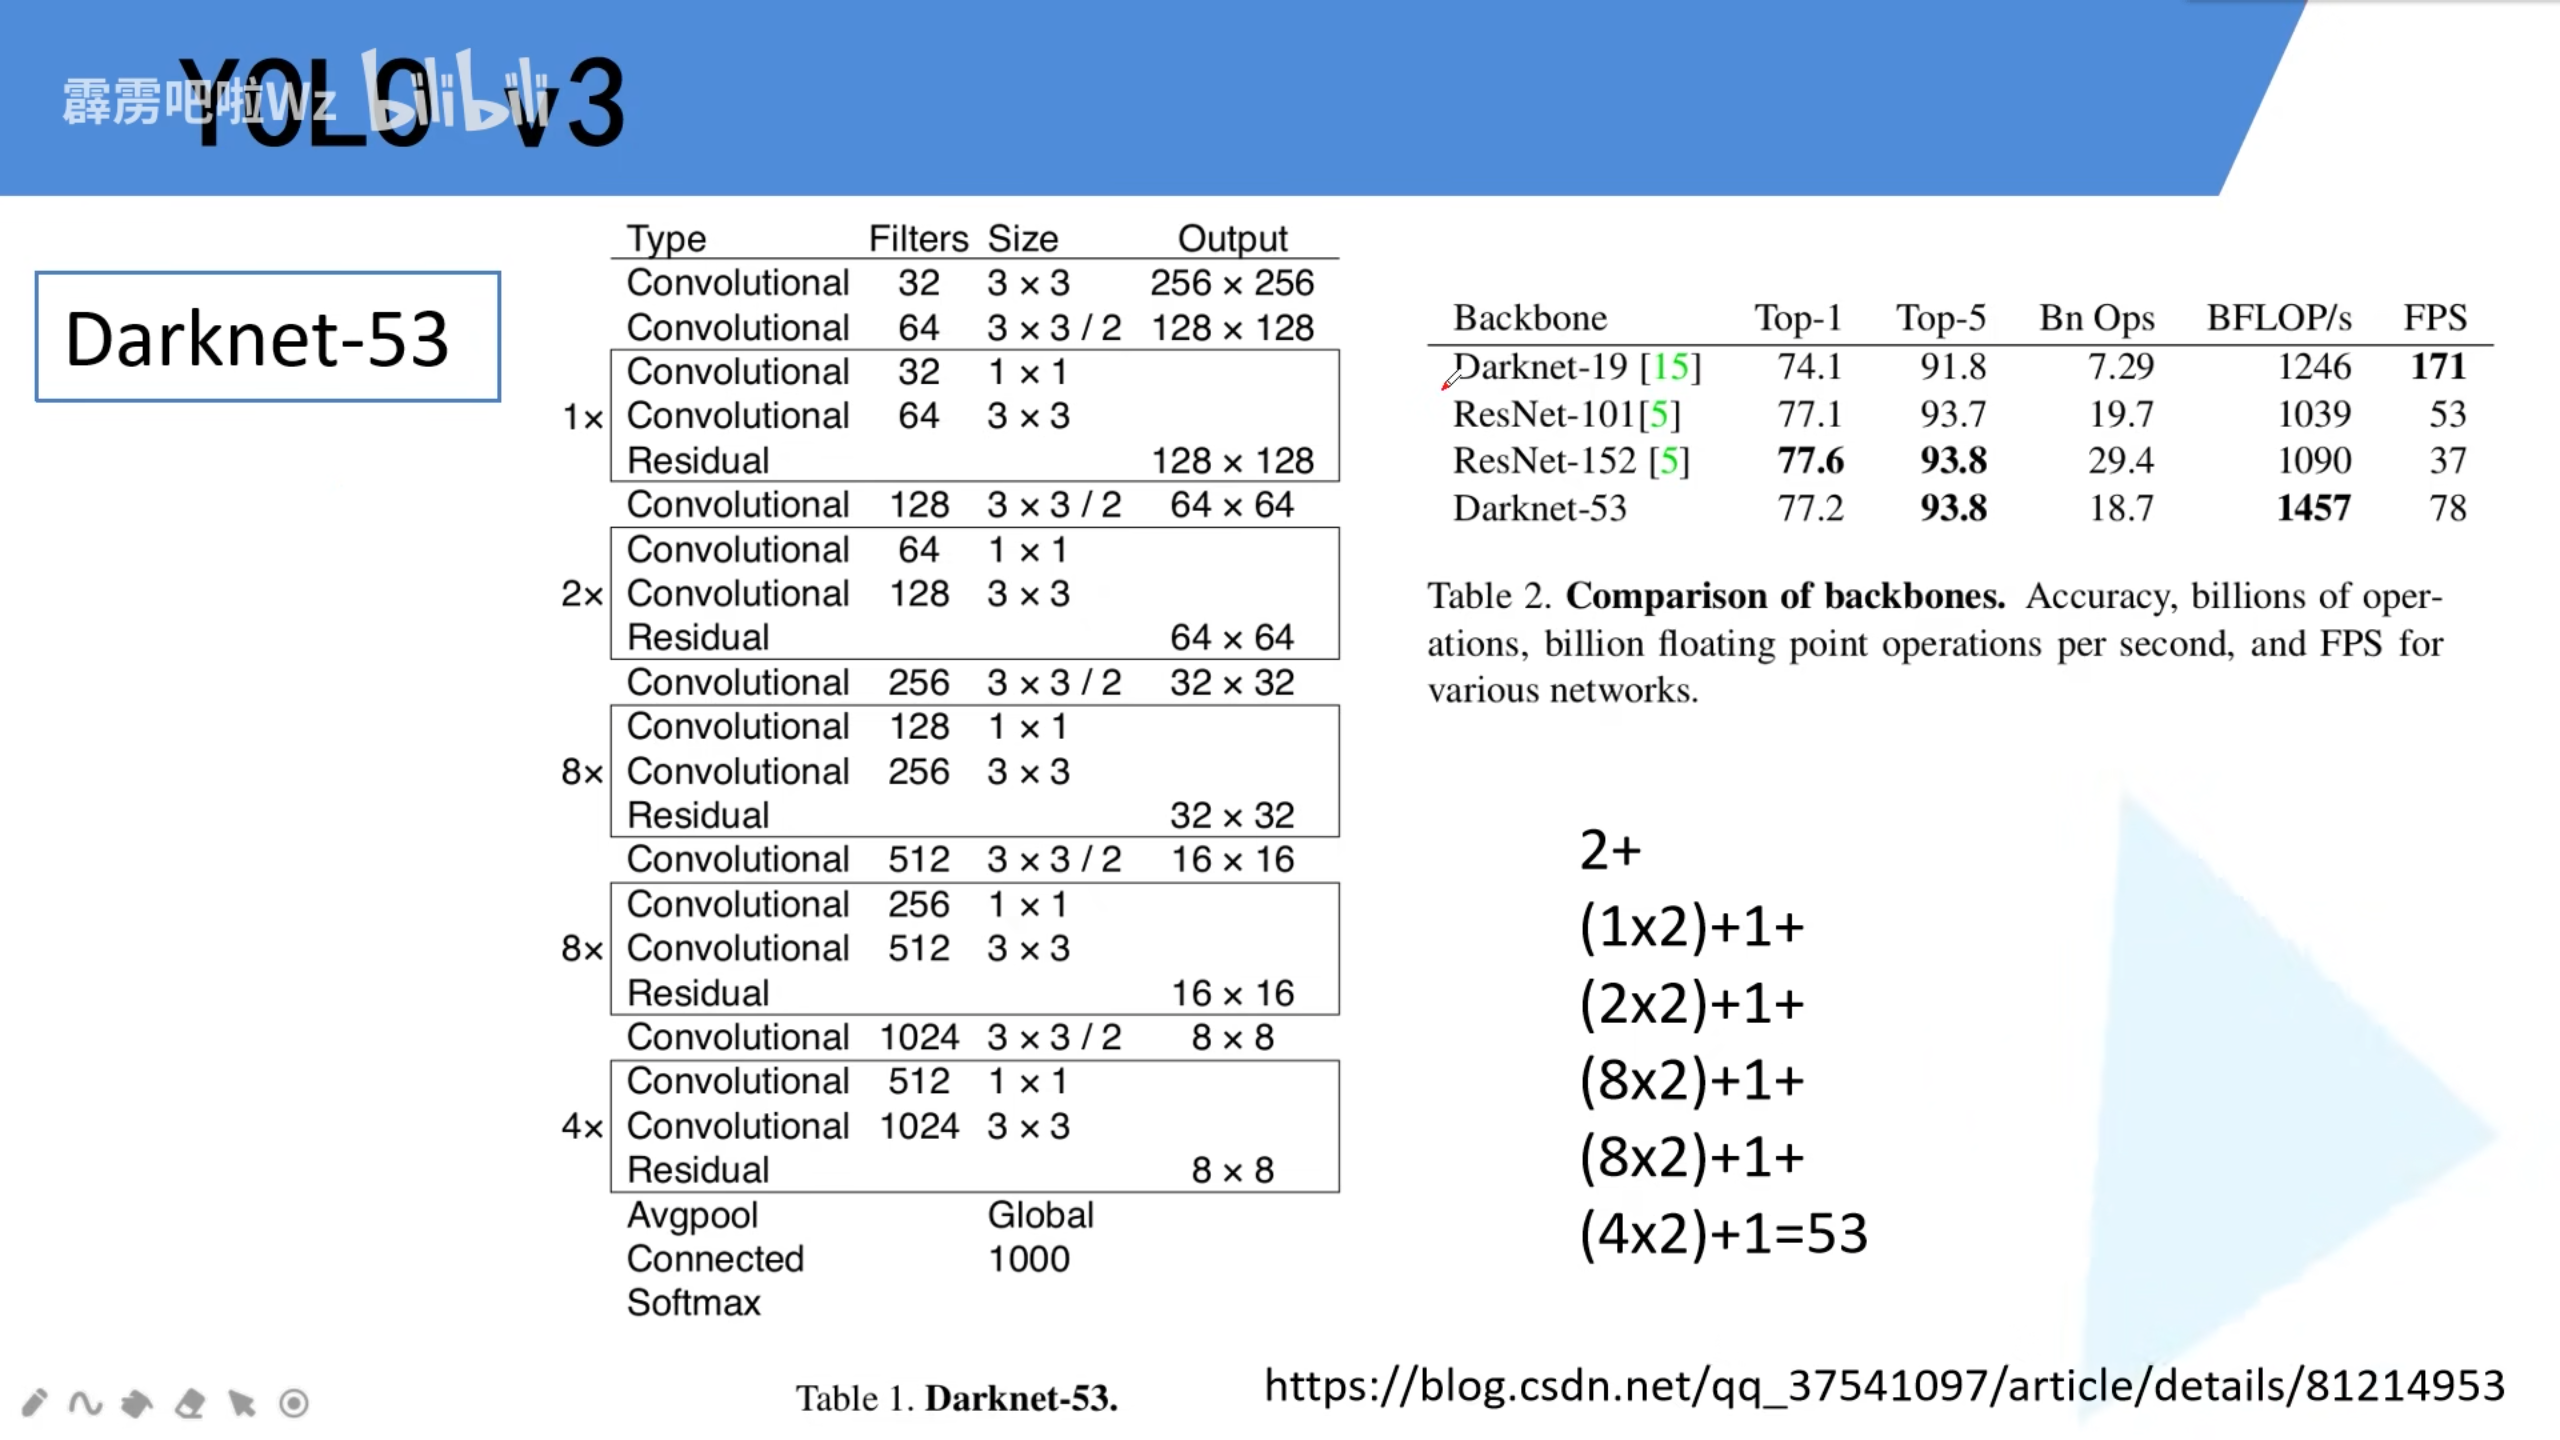 YOLO v3
霹雳吧啦Wz bilibili
Darknet-53
Type Filters Size Output
Convolutional 32 3 × 3 256 × 256
Convolutional 64 3 × 3 / 2 128 × 128
Convolutional 32 1 × 1
1× Convolutional 64 3 × 3
Residual 128 × 128
Convolutional 128 3 × 3 / 2 64 × 64
Convolutional 64 1 × 1
2× Convolutional 128 3 × 3
Residual 64 × 64
Convolutional 256 3 × 3 / 2 32 × 32
Convolutional 128 1 × 1
8× Convolutional 256 3 × 3
Residual 32 × 32
Convolutional 512 3 × 3 / 2 16 × 16
Convolutional 256 1 × 1
8× Convolutional 512 3 × 3
Residual 16 × 16
Convolutional 1024 3 × 3 / 2 8 × 8
Convolutional 512 1 × 1
4× Convolutional 1024 3 × 3
Residual 8 × 8
Avgpool Global
Connected 1000
Softmax
Table 1. Darknet-53.
Backbone Top-1 Top-5 Bn Ops BFLOP/s FPS
Darknet-19 [15] 74.1 91.8 7.29 1246 171
ResNet-101[5] 77.1 93.7 19.7 1039 53
ResNet-152 [5] 77.6 93.8 29.4 1090 37
Darknet-53 77.2 93.8 18.7 1457 78
Table 2. Comparison of backbones. Accuracy, billions of oper-
ations, billion floating point operations per second, and FPS for
various networks.
2+
(1x2)+1+
(2x2)+1+
(8x2)+1+
(8x2)+1+
(4x2)+1=53
https://blog.csdn.net/qq_37541097/article/details/81214953